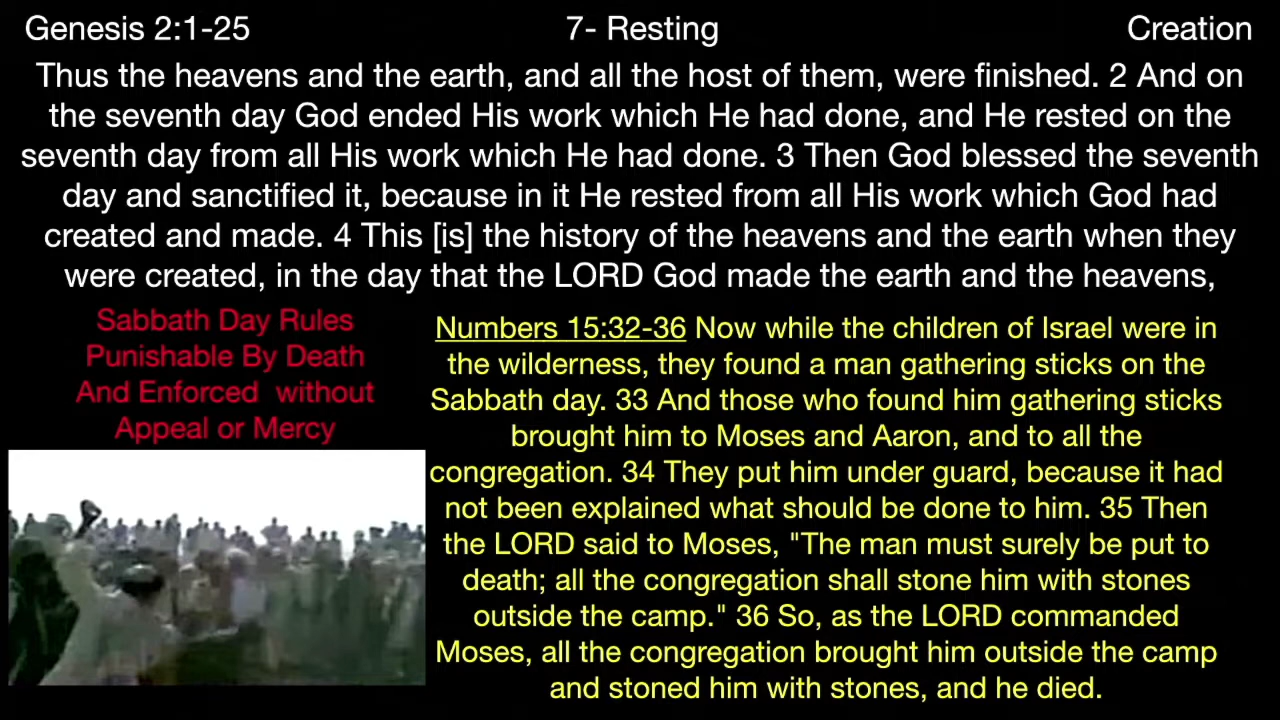 Genesis 2:1-25
7- Resting
Creation
Thus the heavens and the earth, and all the host of them, were finished. 2 And on
the seventh day God ended His work which He had done, and He rested on the
seventh day from all His work which He had done. 3 Then God blessed the seventh
day and sanctified it, because in it He rested from all His work which God had
created and made. 4 This [is] the history of the heavens and the earth when they
were created, in the day that the LORD God made the earth and the heavens,
Sabbath Day Rules
Punishable By Death
And Enforced  without
Appeal or Mercy
Numbers 15:32-36 Now while the children of Israel were in
the wilderness, they found a man gathering sticks on the
Sabbath day. 33 And those who found him gathering sticks
brought him to Moses and Aaron, and to all the
congregation. 34 They put him under guard, because it had
not been explained what should be done to him. 35 Then
the LORD said to Moses, "The man must surely be put to
death; all the congregation shall stone him with stones
outside the camp." 36 So, as the LORD commanded
Moses, all the congregation brought him outside the camp
and stoned him with stones, and he died.